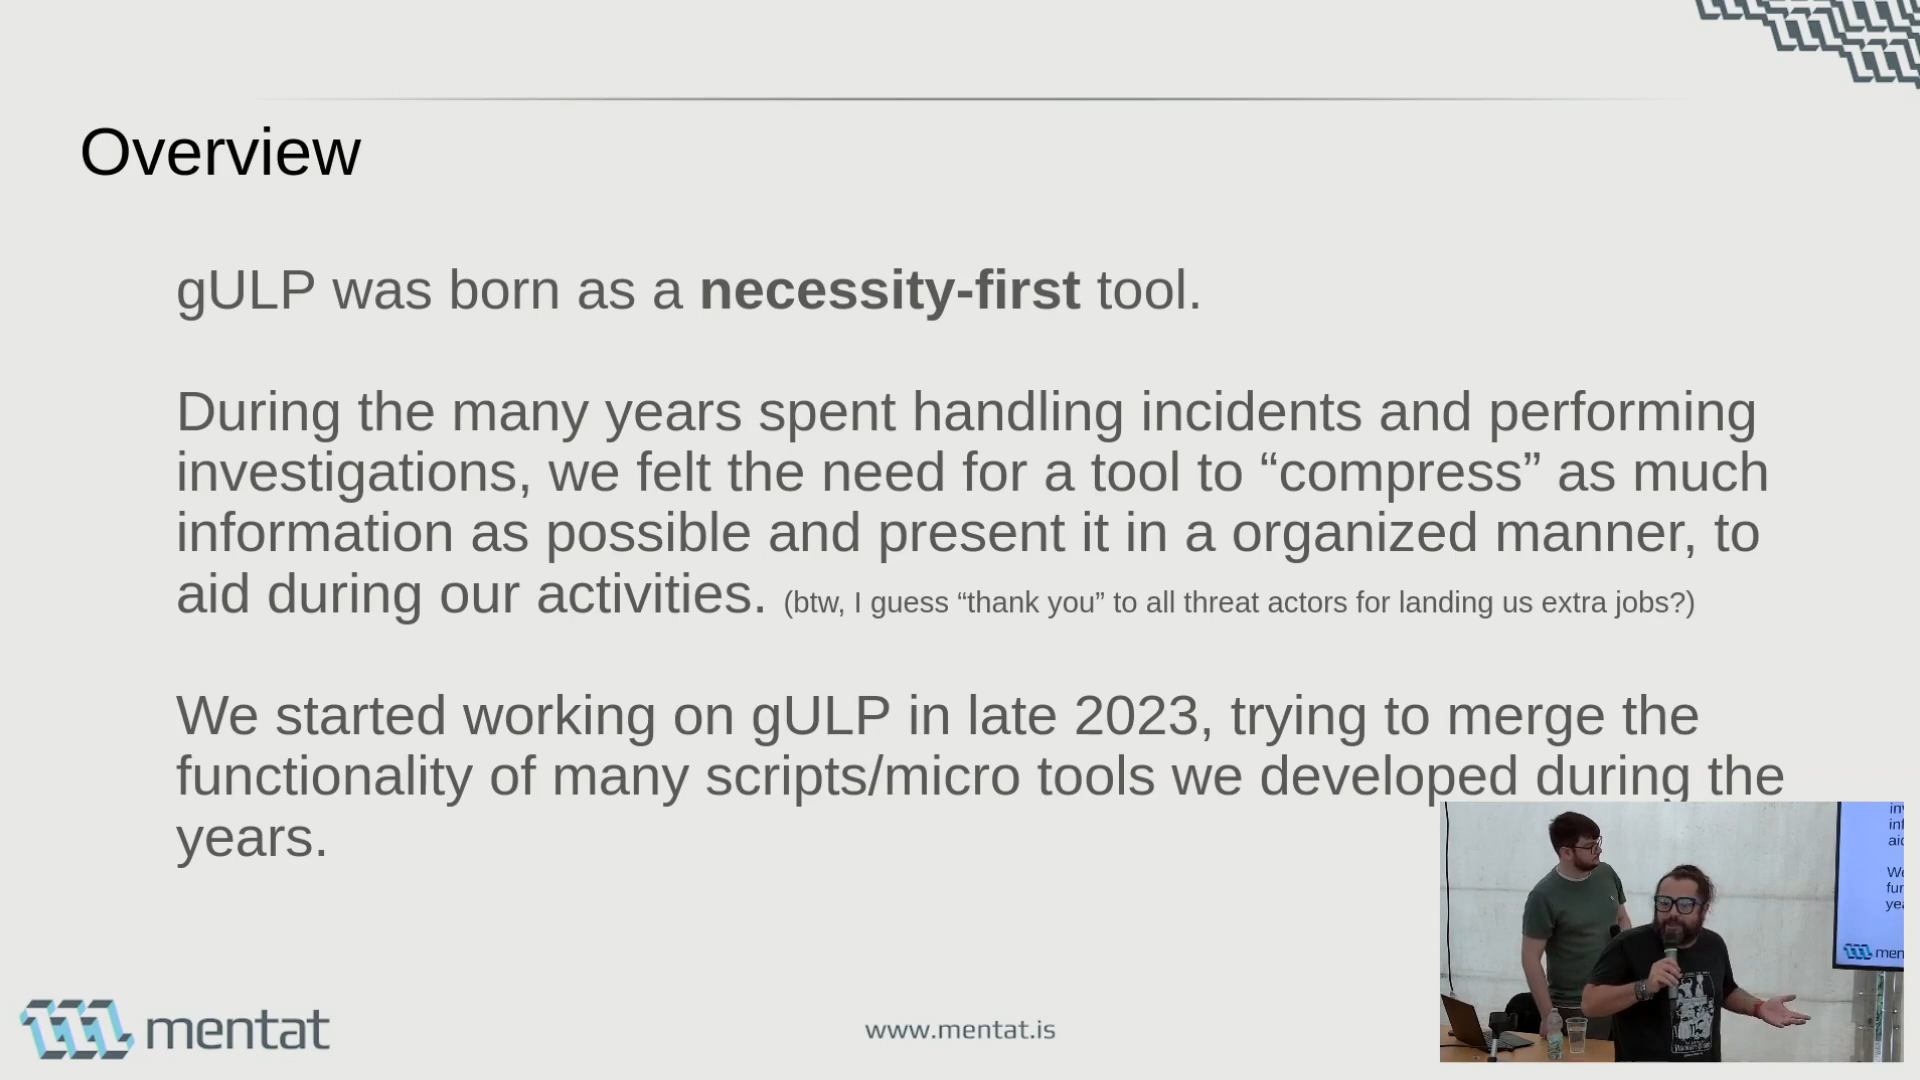 Overview
gULP was born as a necessity-first tool.
During the many years spent handling incidents and performing
investigations, we felt the need for a tool to “compress” as much
information as possible and present it in a organized manner, to
aid during our activities. (btw, I guess “thank you” to all threat actors for landing us extra jobs?)
We started working on gULP in late 2023, trying to merge the
functionality of many scripts/micro tools we developed during the
years.
mentat
www.mentat.is